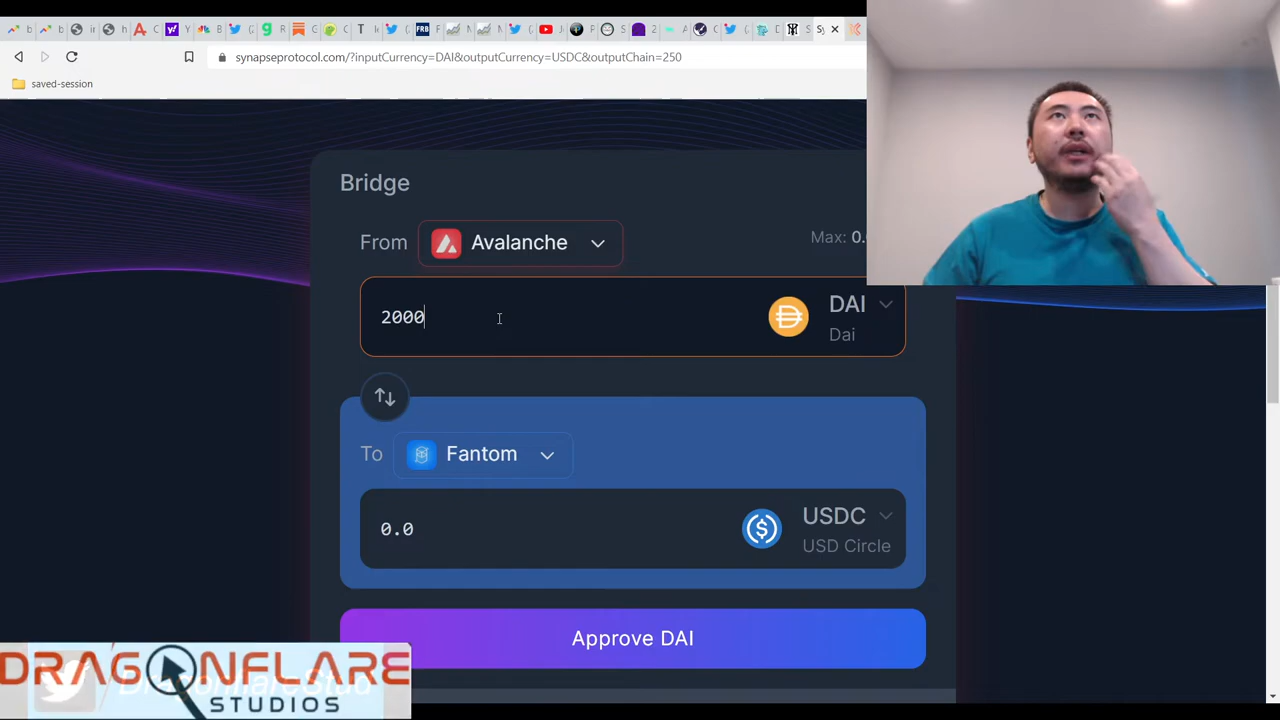 synapseprotocol.com/?inputCurrency=DAI&outputCurrency=USDC&outputChain=250
saved-session
Bridge
From Avalanche
Max: 0.
2000
DAI
Dai
To Fantom
0.0
USDC
USD Circle
Approve DAI
DRAGONFLARE
STUDIOS